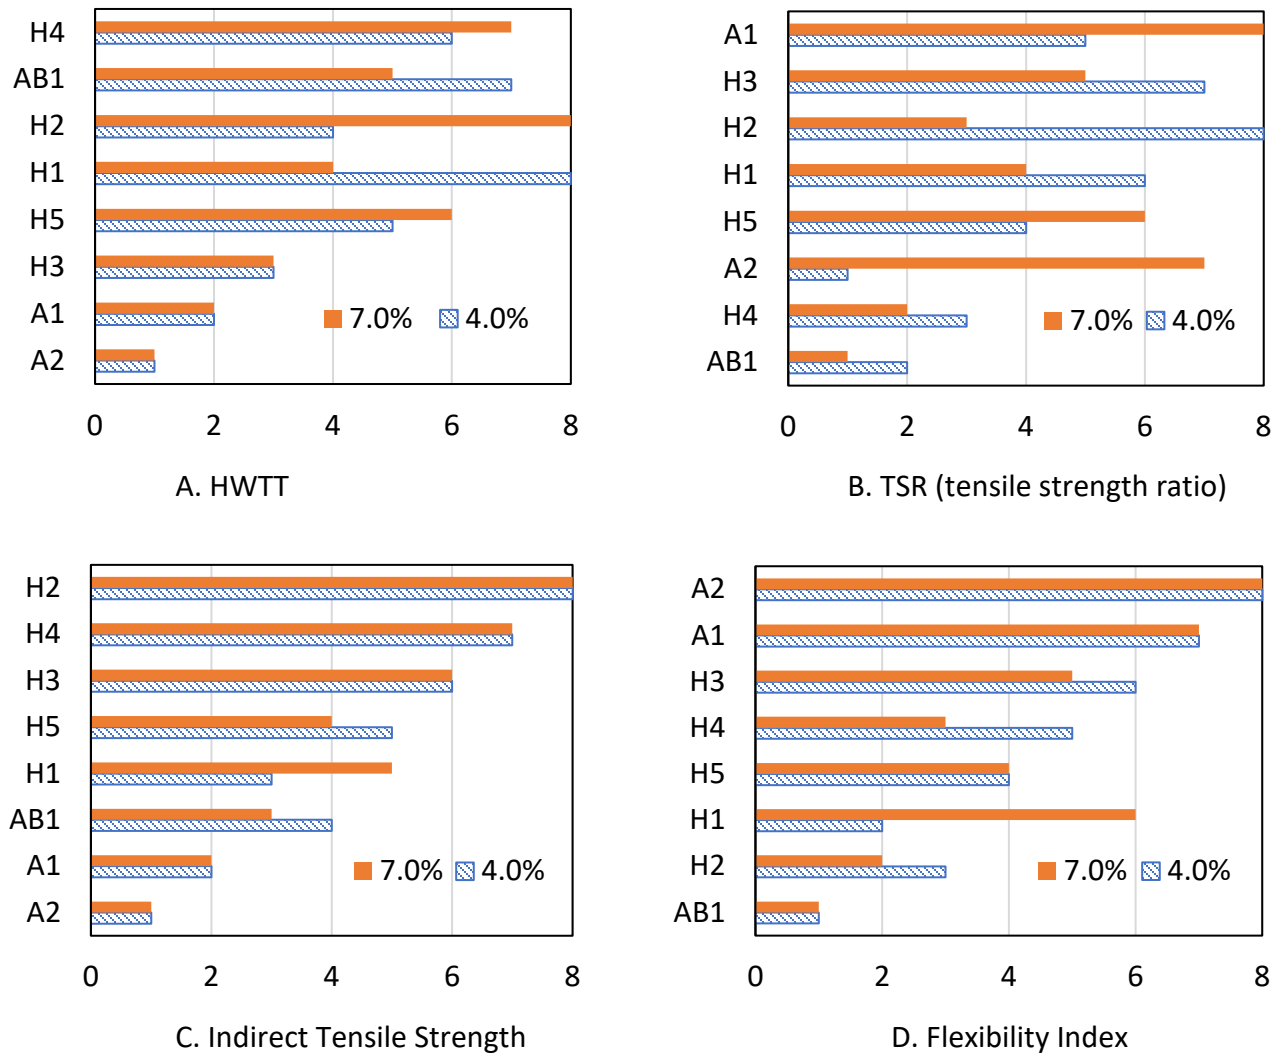 H4
AB1
H2
H1
H5
H3
A1
A2
7.0% 4.0%
0 2 4 6 8
A. HWTT
A1
H3
H2
H1
H5
A2
H4
AB1
7.0% 4.0%
0 2 4 6 8
B. TSR (tensile strength ratio)
H2
H4
H3
H5
H1
AB1
A1
A2
7.0% 4.0%
0 2 4 6 8
C. Indirect Tensile Strength
A2
A1
H3
H4
H5
H1
H2
AB1
7.0% 4.0%
0 2 4 6 8
D. Flexibility Index